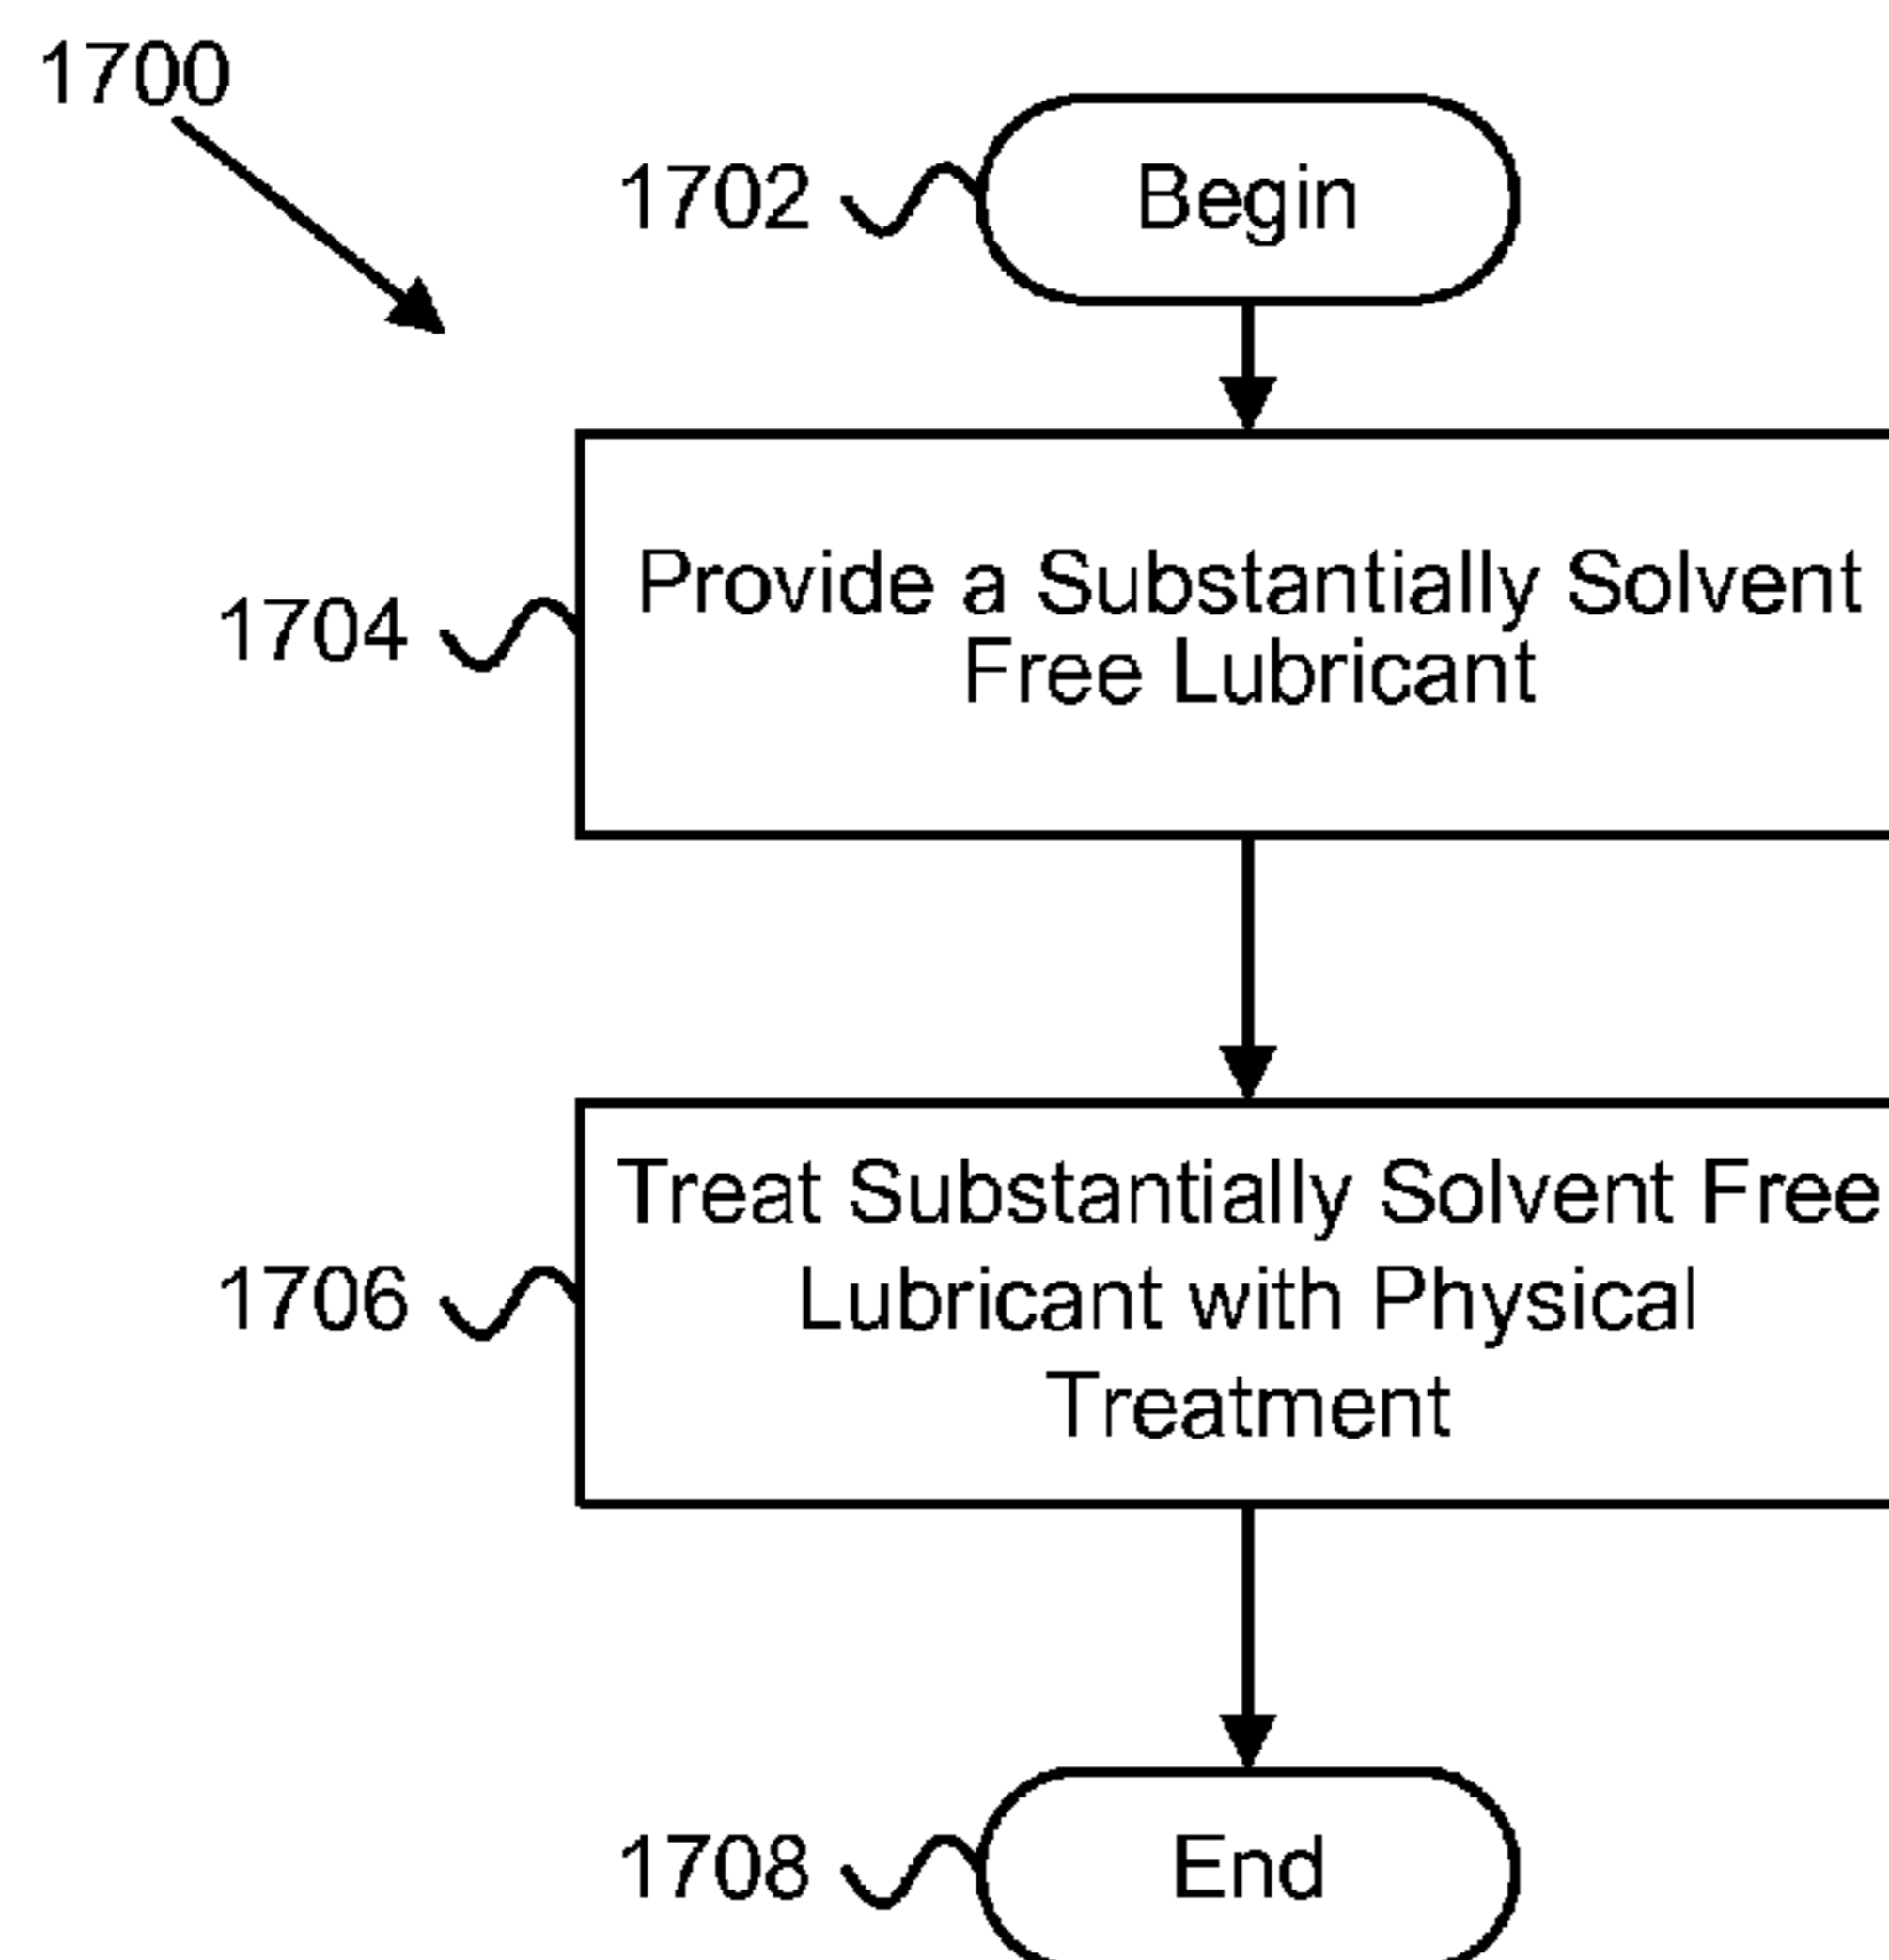 1700
1702
Begin
1704
Provide a Substantially Solvent
Free Lubricant
1706
Treat Substantially Solvent Free
Lubricant with Physical
Treatment
1708
End